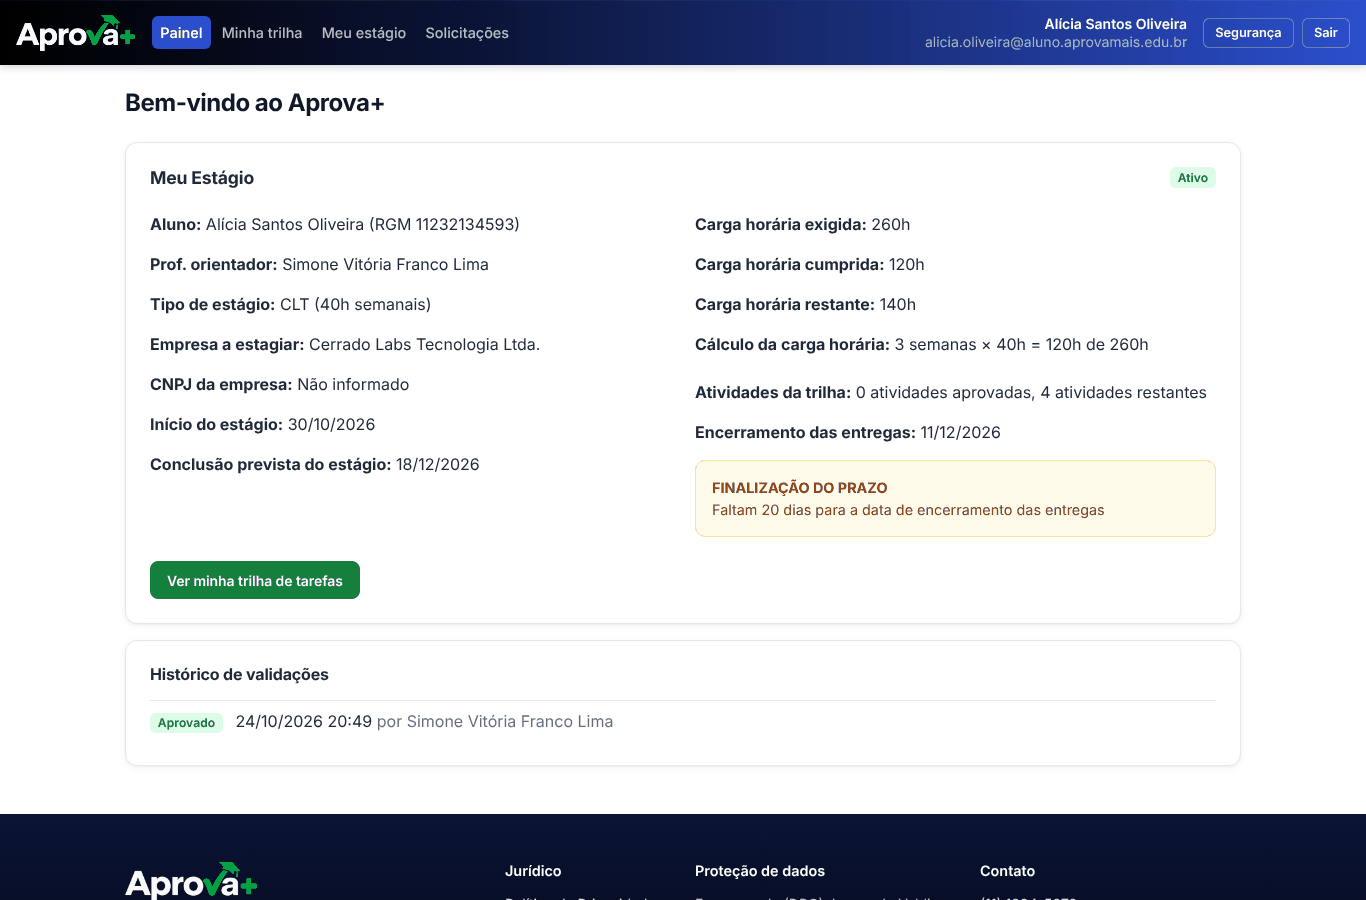 Aprova+
Painel
Minha trilha
Meu estágio
Solicitações
Alícia Santos Oliveira
alicia.oliveira@aluno.aprovamais.edu.br
Segurança
Sair
Bem-vindo ao Aprova+
Meu Estágio
Ativo
Aluno: Alícia Santos Oliveira (RGM 11232134593)
Prof. orientador: Simone Vitória Franco Lima
Tipo de estágio: CLT (40h semanais)
Empresa a estagiar: Cerrado Labs Tecnologia Ltda.
CNPJ da empresa: Não informado
Início do estágio: 30/10/2026
Conclusão prevista do estágio: 18/12/2026
Carga horária exigida: 260h
Carga horária cumprida: 120h
Carga horária restante: 140h
Cálculo da carga horária: 3 semanas × 40h = 120h de 260h
Atividades da trilha: 0 atividades aprovadas, 4 atividades restantes
Encerramento das entregas: 11/12/2026
FINALIZAÇÃO DO PRAZO
Faltam 20 dias para a data de encerramento das entregas
Ver minha trilha de tarefas
Histórico de validações
Aprovado 24/10/2026 20:49 por Simone Vitória Franco Lima
Aprova+
Jurídico
Proteção de dados
Contato